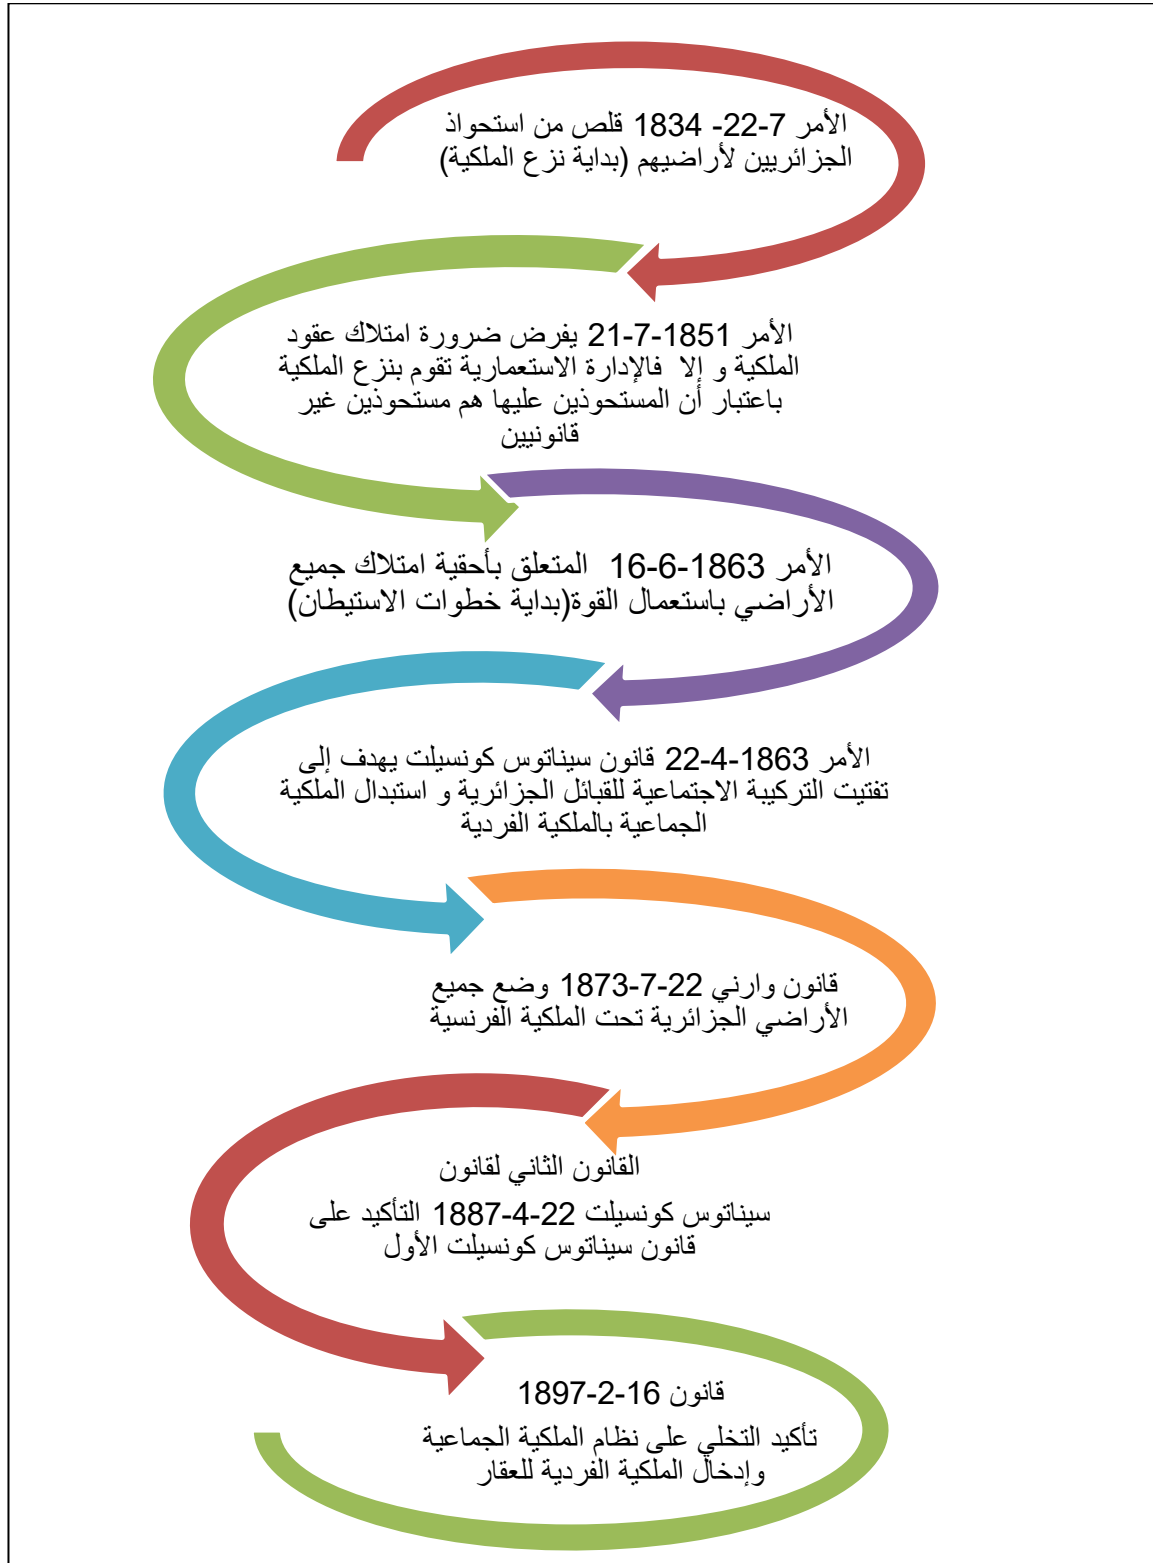 الأمر 7-22- 1834 قلص من استحواذ
الجزائريين لأراضيهم (بداية نزع الملكية)
الأمر 1851-7-21 يفرض ضرورة امتلاك عقود
الملكية و إلا فالإدارة الاستعمارية تقوم بنزع الملكية
باعتبار أن المستحوذين عليها هم مستحوذين غير
قانونيين
الأمر 1863-6-16 المتعلق بأحقية امتلاك جميع
الأراضي باستعمال القوة(بداية خطوات الاستيطان)
الأمر 1863-4-22 قانون سيناتوس كونسيلت يهدف إلى
تفتيت التركيبة الاجتماعية للقبائل الجزائرية و استبدال الملكية
الجماعية بالملكية الفردية
قانون وارني 22-7-1873 وضع جميع
الأراضي الجزائرية تحت الملكية الفرنسية
القانون الثاني لقانون
سيناتوس كونسيلت 22-4-1887 التأكيد على
قانون سيناتوس كونسيلت الأول
قانون 16-2-1897
تأكيد التخلي على نظام الملكية الجماعية
وإدخال الملكية الفردية للعقار